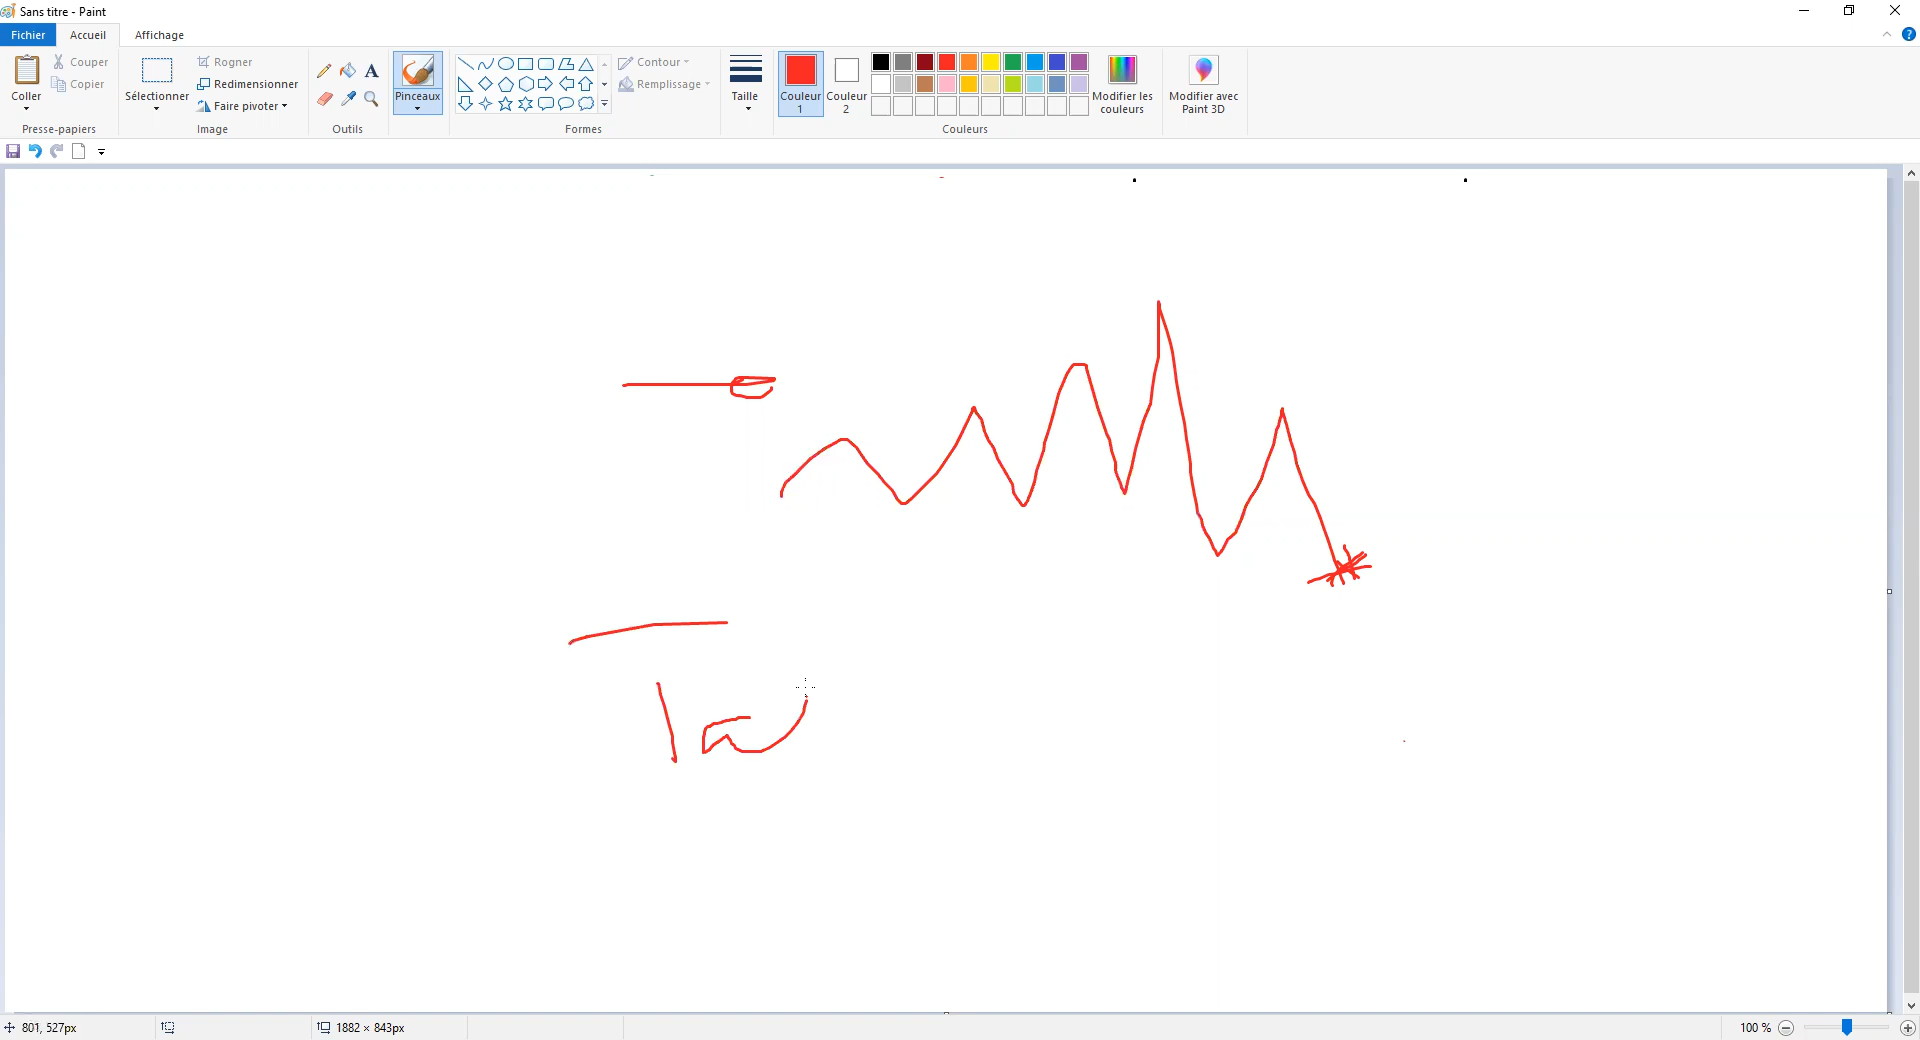 Sans titre - Paint
Fichier Accueil Affichage
Coller
Couper
Copier
Presse-papiers
Sélectionner
Rogner
Redimensionner
Faire pivoter
Image
Outils
Pinceaux
Formes
Contour
Remplissage
Taille
Couleur 1
Couleur 2
Couleurs
Modifier les couleurs
Modifier avec Paint 3D
801, 527px
1882 × 843px
100 %